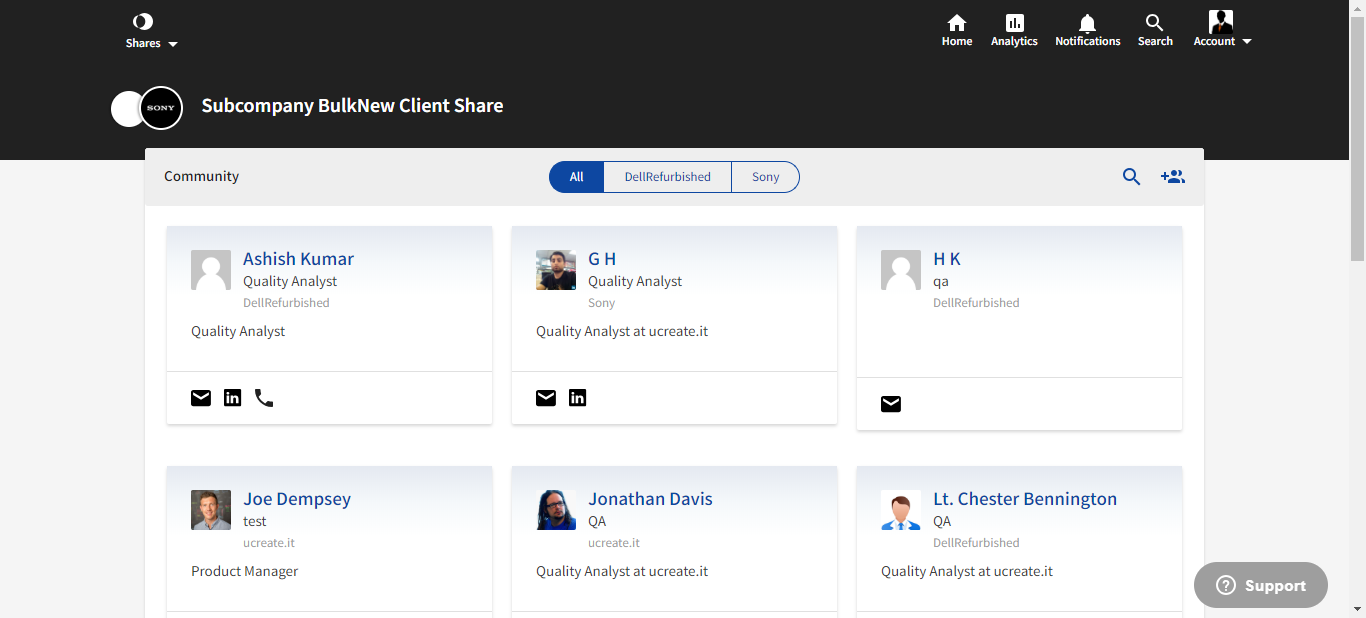 Shares
Home
Analytics
Notifications
Search
Account
SONY
Subcompany BulkNew Client Share
Community
All
DellRefurbished
Sony
Ashish Kumar
Quality Analyst
DellRefurbished
Quality Analyst
G H
Quality Analyst
Sony
Quality Analyst at ucreate.it
H K
qa
DellRefurbished
Joe Dempsey
test
ucreate.it
Product Manager
Jonathan Davis
QA
ucreate.it
Quality Analyst at ucreate.it
Lt. Chester Bennington
QA
DellRefurbished
Quality Analyst at ucreate.it
Support